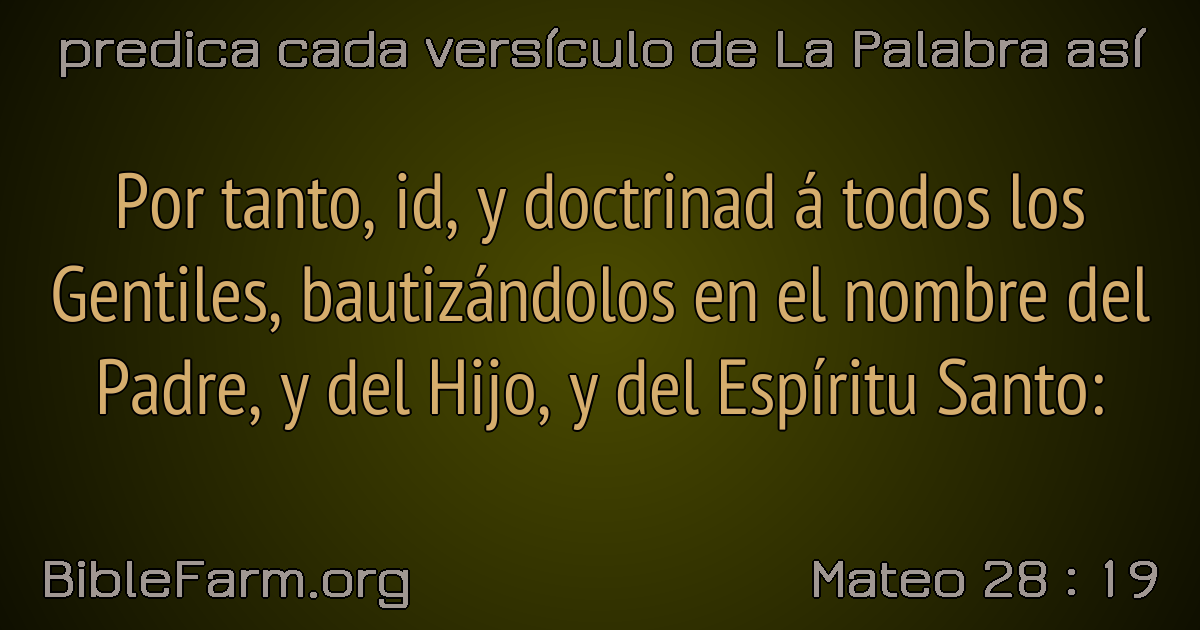 predica cada versículo de La Palabra así
Por tanto, id, y doctrinad á todos los
Gentiles, bautizándolos en el nombre del
Padre, y del Hijo, y del Espíritu Santo:
BibleFarm.org
Mateo 28 : 19